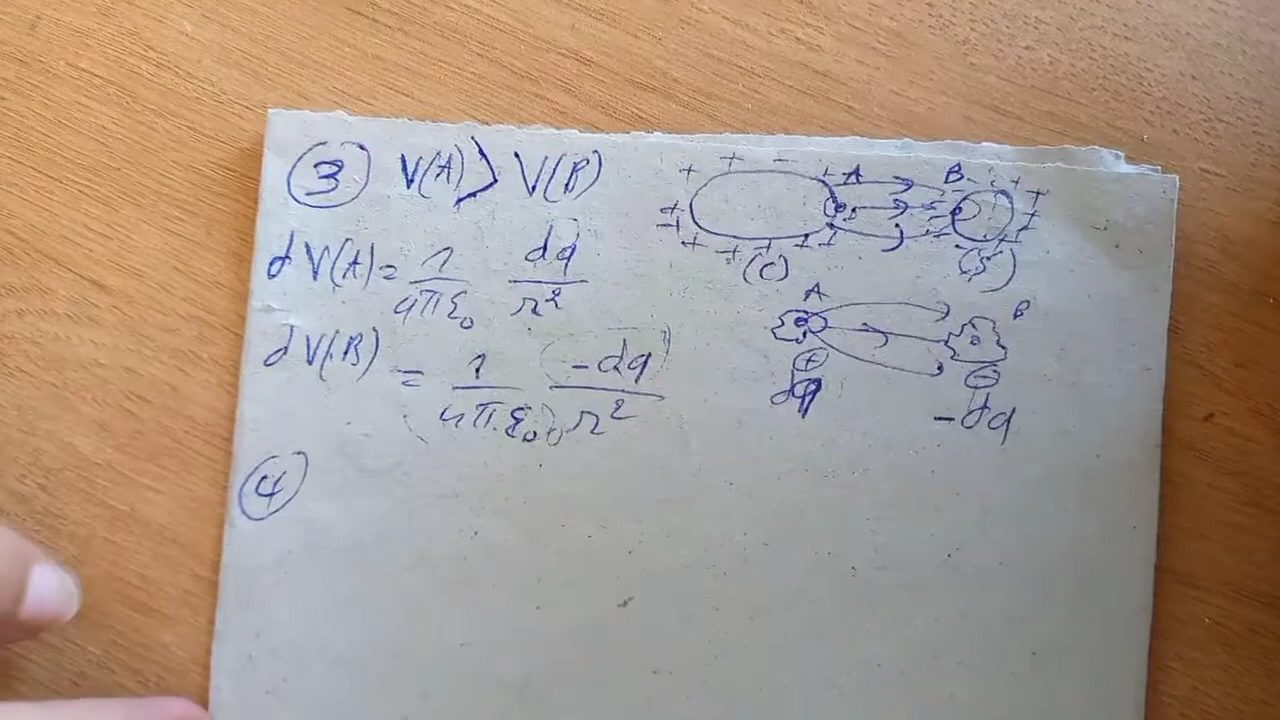 ③ V(A) > V(B)
dV(A) = 1/4πε₀ dq/r²
dV(B) = 1/4πε₀ (-dq)/r²
④
A B
(C) (S)
A B
+ -
dq -dq